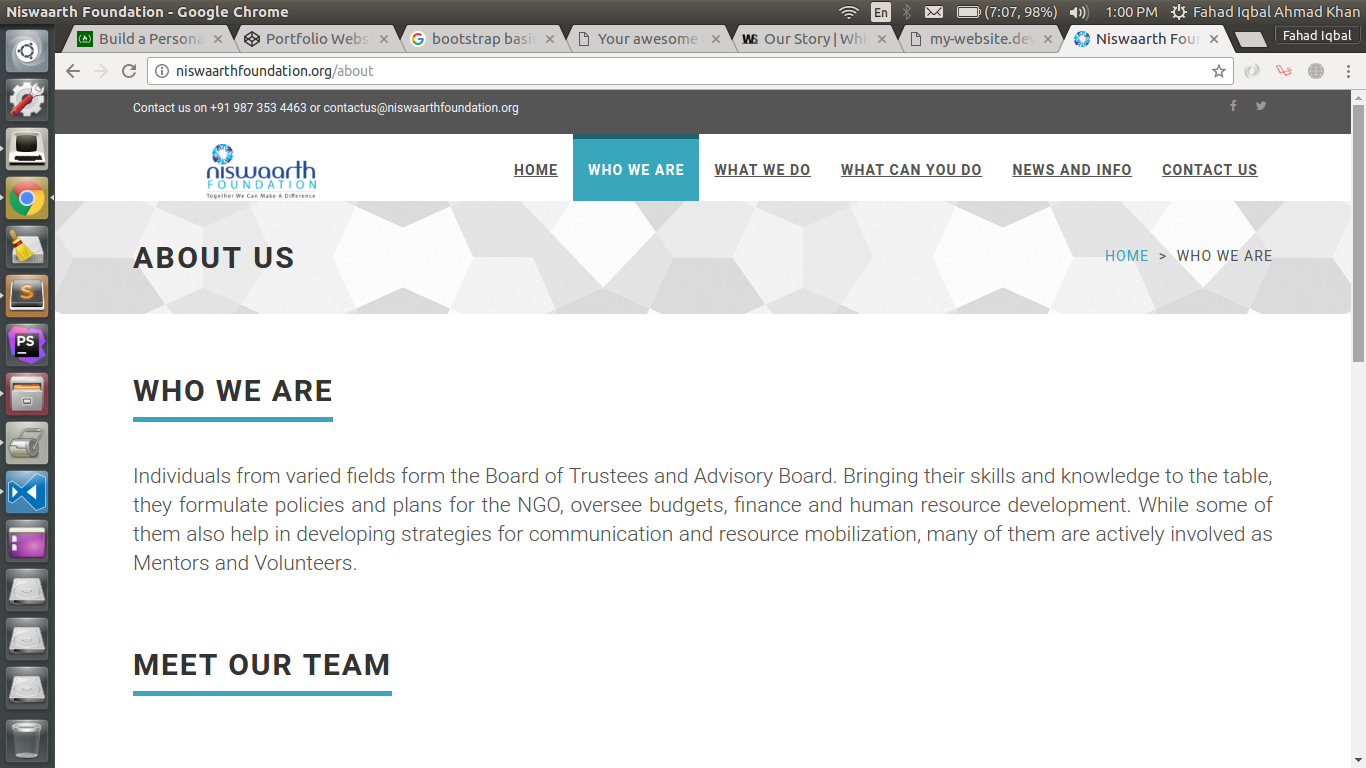 Niswaarth Foundation - Google Chrome
En
(7:07, 98%)
1:00 PM
Fahad Iqbal Ahmad Khan
Build a Persona
Portfolio Webs
bootstrap basi
Your awesome
Our Story | Whi
my-website.dev
Niswaarth Four
Fahad Iqbal
niswaarthfoundation.org/about
Contact us on +91 987 353 4463 or contactus@niswaarthfoundation.org
niswaarth
FOUNDATION
Together We Can Make A Difference
HOME
WHO WE ARE
WHAT WE DO
WHAT CAN YOU DO
NEWS AND INFO
CONTACT US
ABOUT US
HOME > WHO WE ARE
WHO WE ARE
Individuals from varied fields form the Board of Trustees and Advisory Board. Bringing their skills and knowledge to the table,
they formulate policies and plans for the NGO, oversee budgets, finance and human resource development. While some of
them also help in developing strategies for communication and resource mobilization, many of them are actively involved as
Mentors and Volunteers.
MEET OUR TEAM
S
PS